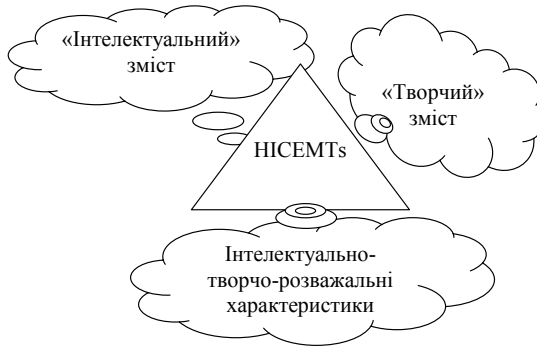 «Інтелектуальний»
зміст
«Творчий»
зміст
HICEMTs
Інтелектуально-
творчо-розважальні
характеристики